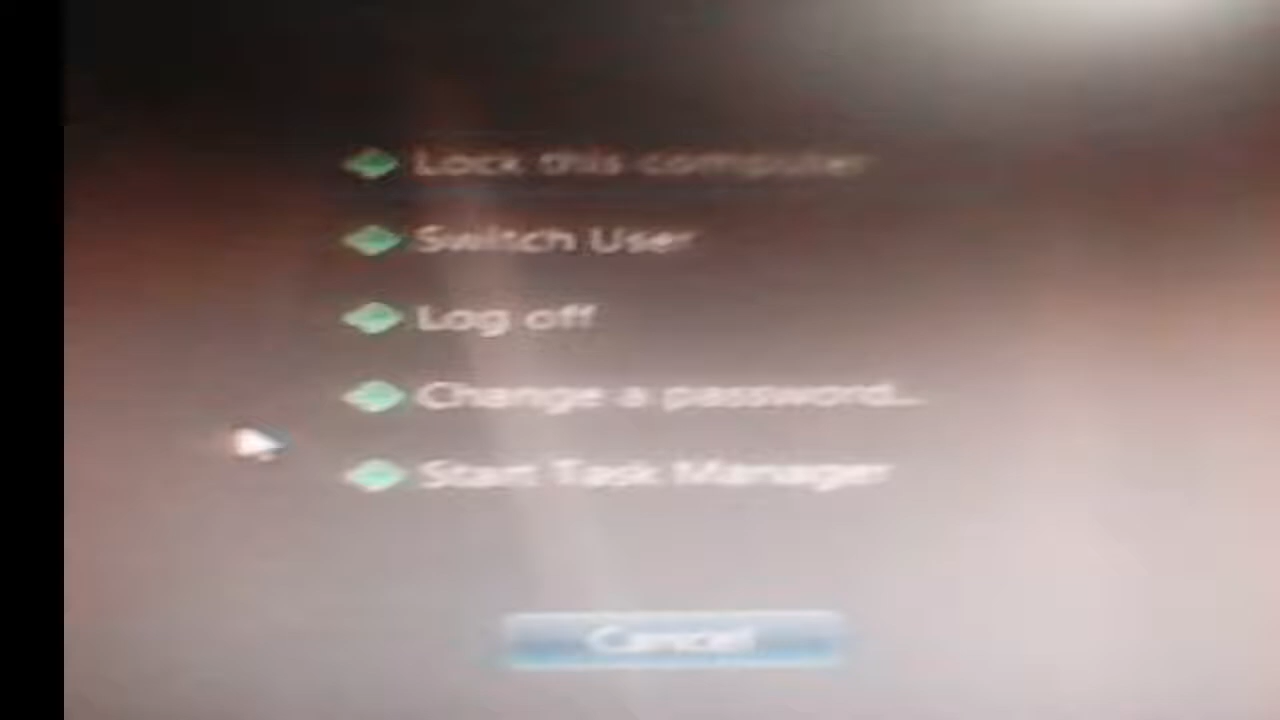 Lock this computer
Switch User
Log off
Change a password...
Start Task Manager
Cancel